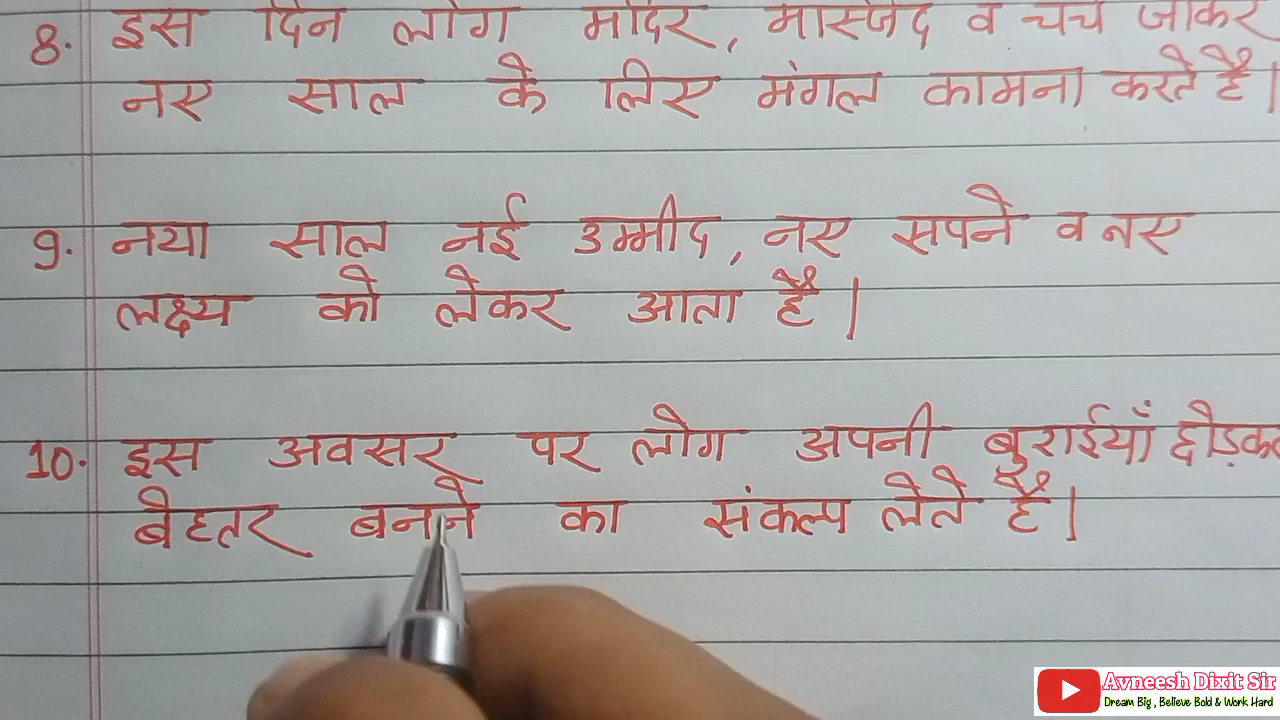 8. इस दिन लोग मंदिर, मस्जिद व चर्च जाकर
नए साल के लिए मंगल कामना करते हैं।
9. नया साल नई उम्मीद, नए सपने व नए
लक्ष्य को लेकर आता है।
10. इस अवसर पर लोग अपनी बुराईयाँ छोड़कर
बेहतर बनने का संकल्प लेते हैं।
Avneesh Dixit Sir
Dream Big , Believe Bold & Work Hard